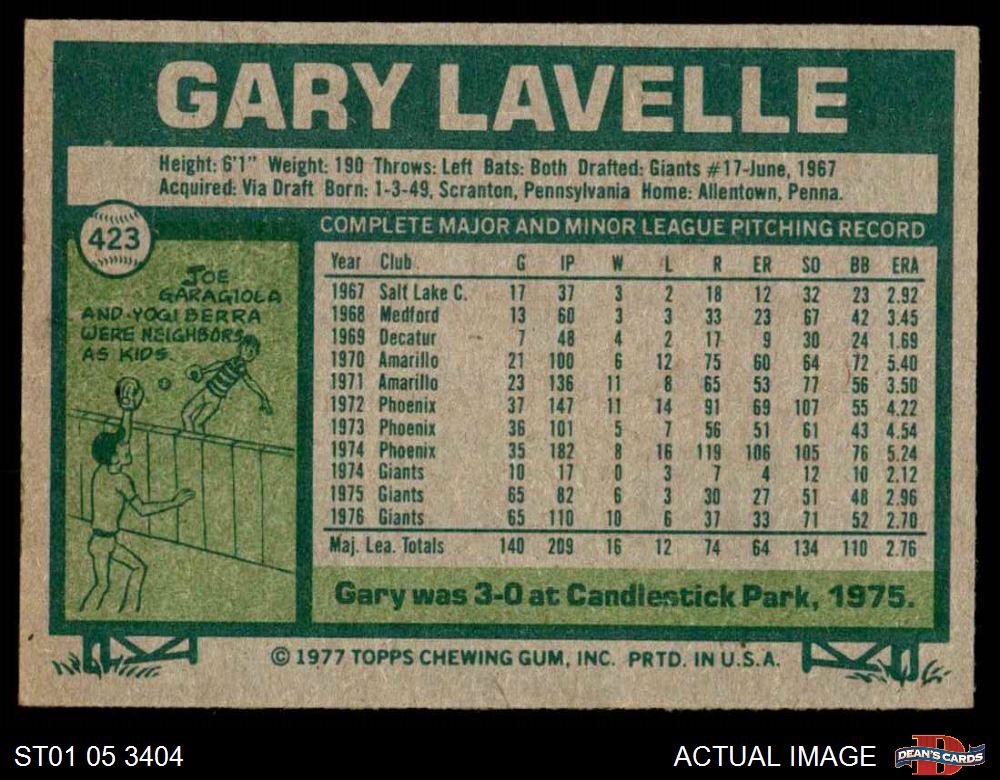 GARY LAVELLE
Height: 6'1" Weight: 190 Throws: Left Bats: Both Drafted: Giants #17-June, 1967
Acquired: Via Draft Born: 1-3-49, Scranton, Pennsylvania Home: Allentown, Penna.
423
JOE
GARAGIOLA
AND YOGI BERRA
WERE NEIGHBORS
AS KIDS.
COMPLETE MAJOR AND MINOR LEAGUE PITCHING RECORD
Year Club G IP W L R ER SO BB ERA
1967 Salt Lake C. 17 37 3 2 18 12 32 23 2.92
1968 Medford 13 60 3 3 33 23 67 42 3.45
1969 Decatur 7 48 4 2 17 9 30 24 1.69
1970 Amarillo 21 100 6 12 75 60 64 72 5.40
1971 Amarillo 23 136 11 8 65 53 77 56 3.50
1972 Phoenix 37 147 11 14 91 69 107 55 4.22
1973 Phoenix 36 101 5 7 56 51 61 43 4.54
1974 Phoenix 35 182 8 16 119 106 105 76 5.24
1974 Giants 10 17 0 3 7 4 12 10 2.12
1975 Giants 65 82 6 3 30 27 51 48 2.96
1976 Giants 65 110 10 6 37 33 71 52 2.70
Maj. Lea. Totals 140 209 16 12 74 64 134 110 2.76
Gary was 3-0 at Candlestick Park, 1975.
© 1977 TOPPS CHEWING GUM, INC. PRTD. IN U.S.A.
ST01 05 3404
ACTUAL IMAGE
D
DEAN'S CARDS